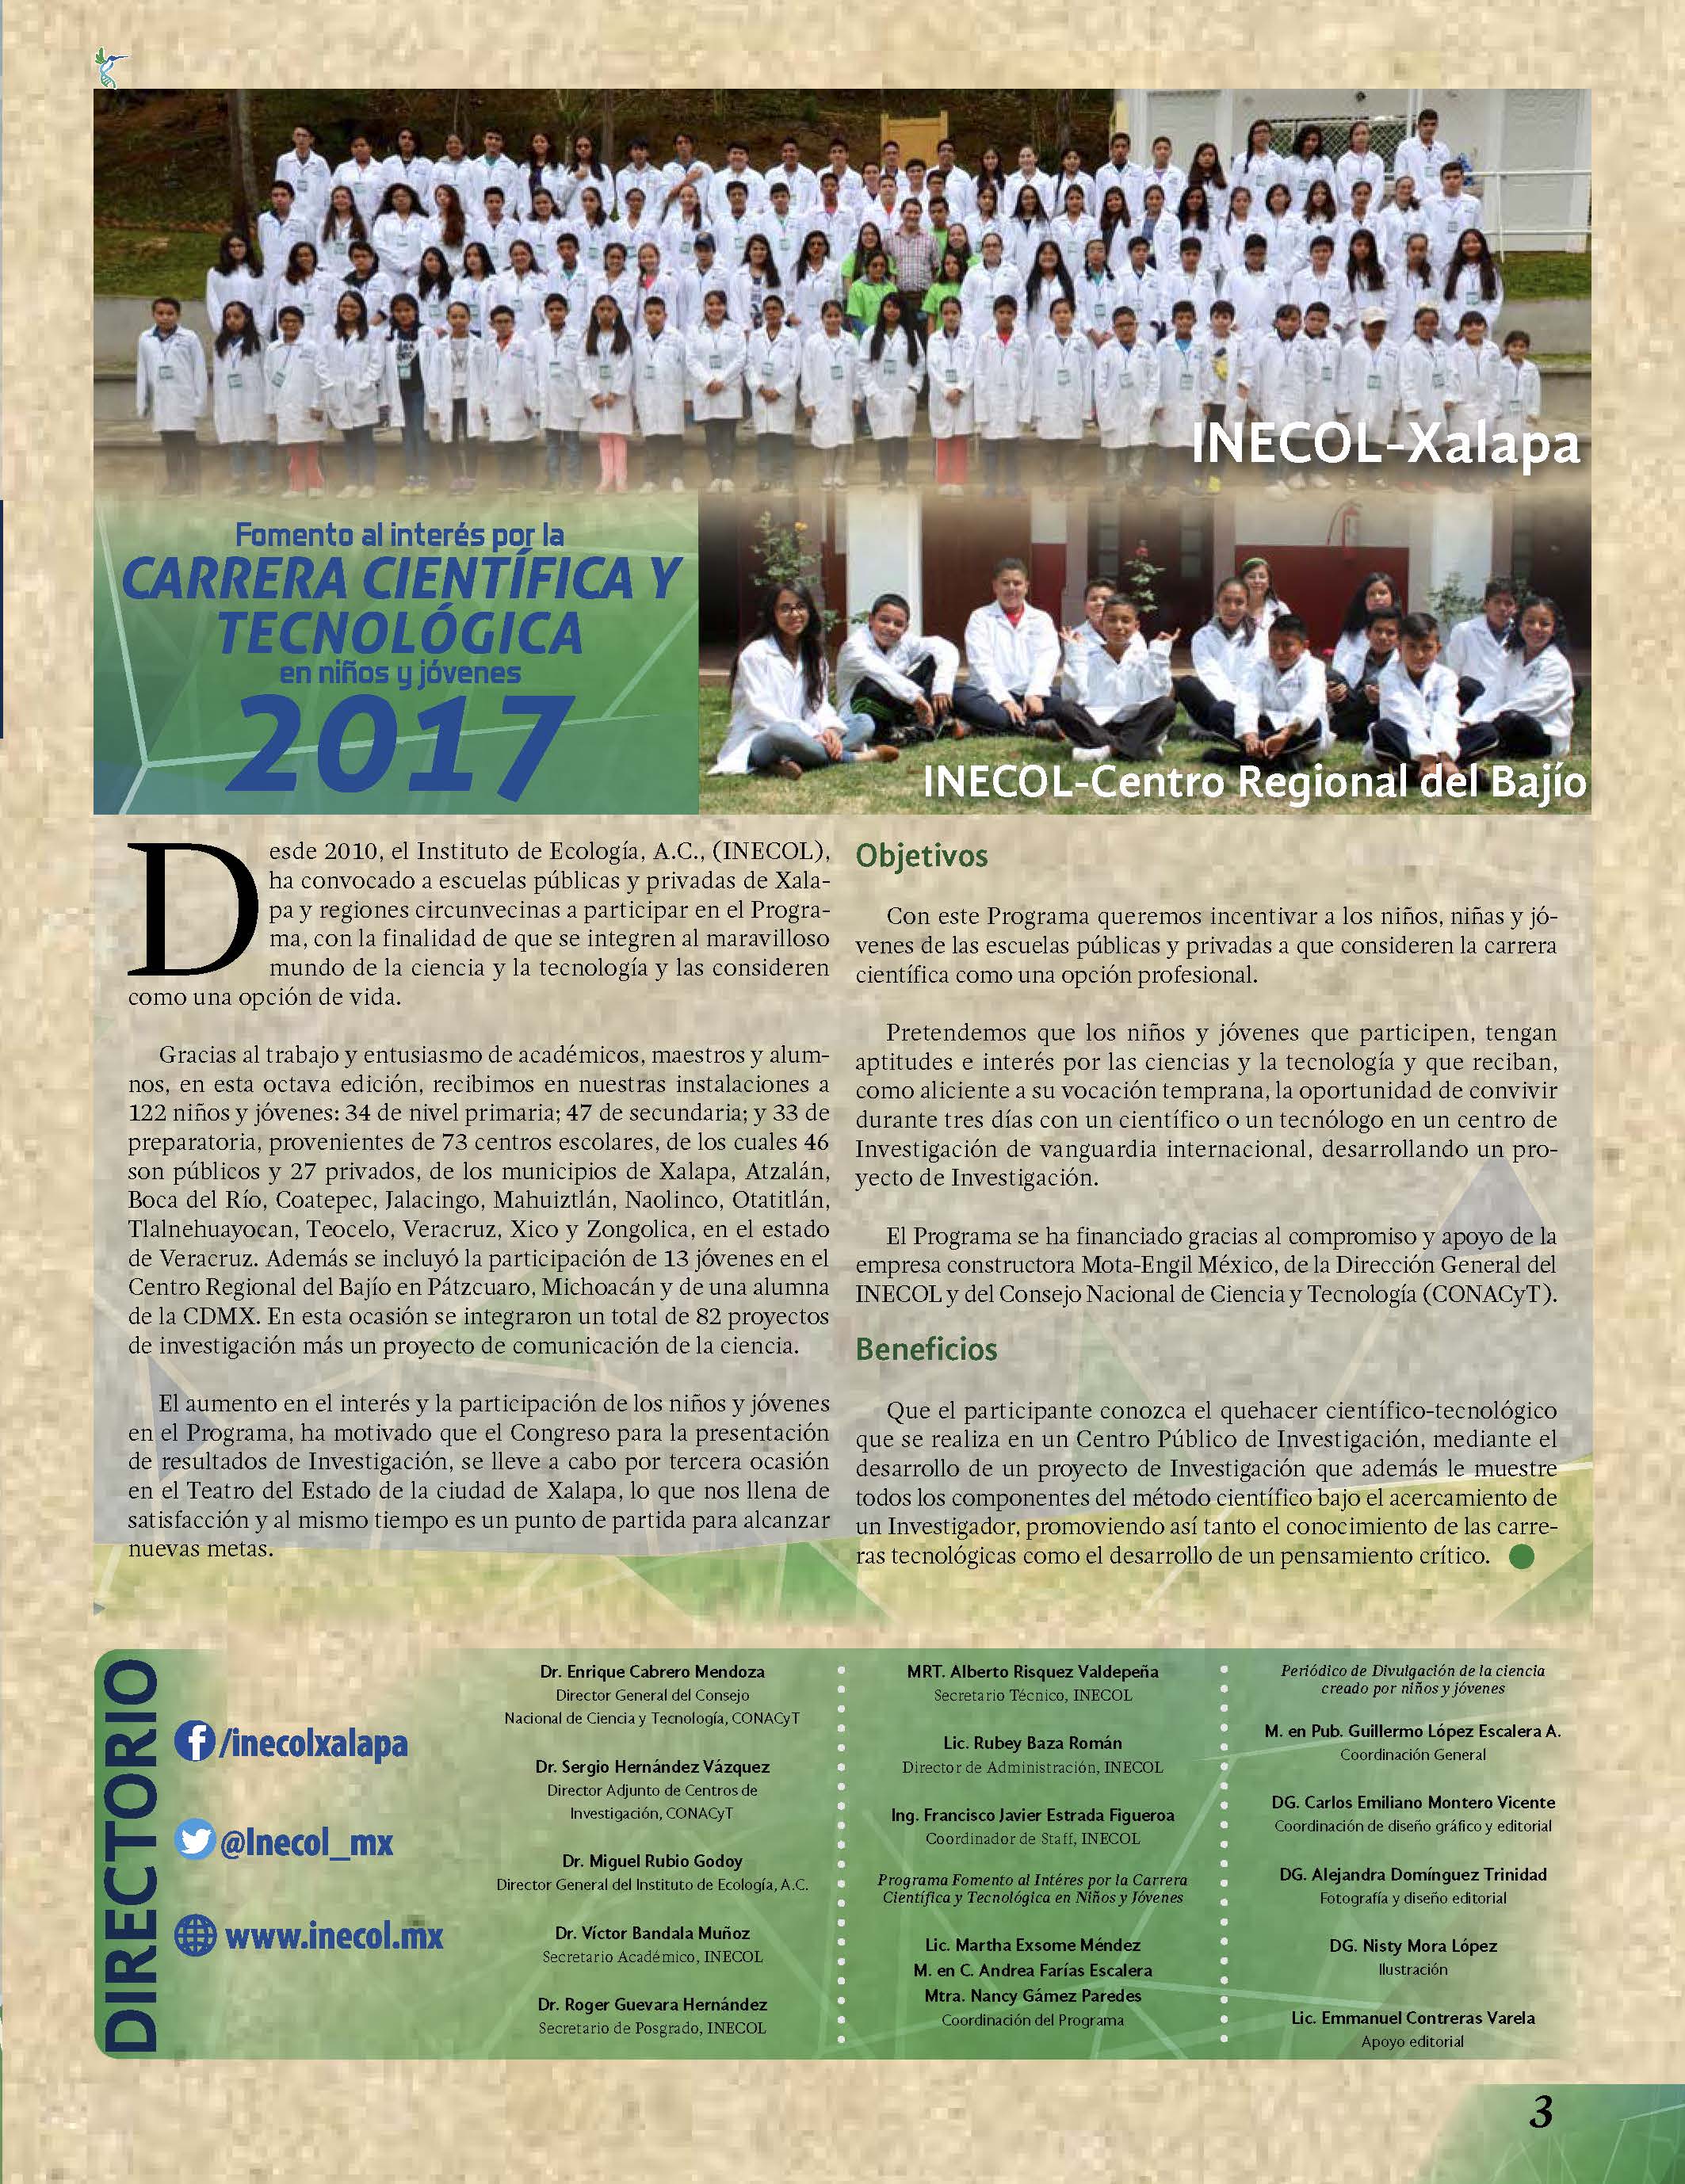 INECOL-Xalapa
Fomento al interés por la
CARRERA CIENTÍFICA Y
TECNOLÓGICA
en niños y jóvenes
2017
INECOL-Centro Regional del Bajío
Desde 2010, el Instituto de Ecología, A.C., (INECOL),
ha convocado a escuelas públicas y privadas de Xala-
pa y regiones circunvecinas a participar en el Progra-
ma, con la finalidad de que se integren al maravilloso
mundo de la ciencia y la tecnología y las consideren
como una opción de vida.
Gracias al trabajo y entusiasmo de académicos, maestros y alum-
nos, en esta octava edición, recibimos en nuestras instalaciones a
122 niños y jóvenes: 34 de nivel primaria; 47 de secundaria; y 33 de
preparatoria, provenientes de 73 centros escolares, de los cuales 46
son públicos y 27 privados, de los municipios de Xalapa, Atzalán,
Boca del Río, Coatepec, Jalacingo, Mahuiztlán, Naolinco, Otatitlán,
Tlalnehuayocan, Teocelo, Veracruz, Xico y Zongolica, en el estado
de Veracruz. Además se incluyó la participación de 13 jóvenes en el
Centro Regional del Bajío en Pátzcuaro, Michoacán y de una alumna
de la CDMX. En esta ocasión se integraron un total de 82 proyectos
de investigación más un proyecto de comunicación de la ciencia.
El aumento en el interés y la participación de los niños y jóvenes
en el Programa, ha motivado que el Congreso para la presentación
de resultados de Investigación, se lleve a cabo por tercera ocasión
en el Teatro del Estado de la ciudad de Xalapa, lo que nos llena de
satisfacción y al mismo tiempo es un punto de partida para alcanzar
nuevas metas.
Objetivos
Con este Programa queremos incentivar a los niños, niñas y jó-
venes de las escuelas públicas y privadas a que consideren la carrera
científica como una opción profesional.
Pretendemos que los niños y jóvenes que participen, tengan
aptitudes e interés por las ciencias y la tecnología y que reciban,
como aliciente a su vocación temprana, la oportunidad de convivir
durante tres días con un científico o un tecnólogo en un centro de
Investigación de vanguardia internacional, desarrollando un pro-
yecto de Investigación.
El Programa se ha financiado gracias al compromiso y apoyo de la
empresa constructora Mota-Engil México, de la Dirección General del
INECOL y del Consejo Nacional de Ciencia y Tecnología (CONACyT).
Beneficios
Que el participante conozca el quehacer científico-tecnológico
que se realiza en un Centro Público de Investigación, mediante el
desarrollo de un proyecto de Investigación que además le muestre
todos los componentes del método científico bajo el acercamiento de
un Investigador, promoviendo así tanto el conocimiento de las carre-
ras tecnológicas como el desarrollo de un pensamiento crítico.
DIRECTORIO
/inecolxalapa
@Inecol_mx
www.inecol.mx
Dr. Enrique Cabrero Mendoza
Director General del Consejo
Nacional de Ciencia y Tecnología, CONACyT
Dr. Sergio Hernández Vázquez
Director Adjunto de Centros de
Investigación, CONACyT
Dr. Miguel Rubio Godoy
Director General del Instituto de Ecología, A.C.
Dr. Víctor Bandala Muñoz
Secretario Académico, INECOL
Dr. Roger Guevara Hernández
Secretario de Posgrado, INECOL
MRT. Alberto Risquez Valdepeña
Secretario Técnico, INECOL
Lic. Rubey Baza Román
Director de Administración, INECOL
Ing. Francisco Javier Estrada Figueroa
Coordinador de Staff, INECOL
Programa Fomento al Intéres por la Carrera
Científica y Tecnológica en Niños y Jóvenes
Lic. Martha Exsome Méndez
M. en C. Andrea Farías Escalera
Mtra. Nancy Gámez Paredes
Coordinación del Programa
Periódico de Divulgación de la ciencia
creado por niños y jóvenes
M. en Pub. Guillermo López Escalera A.
Coordinación General
DG. Carlos Emiliano Montero Vicente
Coordinación de diseño gráfico y editorial
DG. Alejandra Domínguez Trinidad
Fotografía y diseño editorial
DG. Nisty Mora López
Ilustración
Lic. Emmanuel Contreras Varela
Apoyo editorial
3